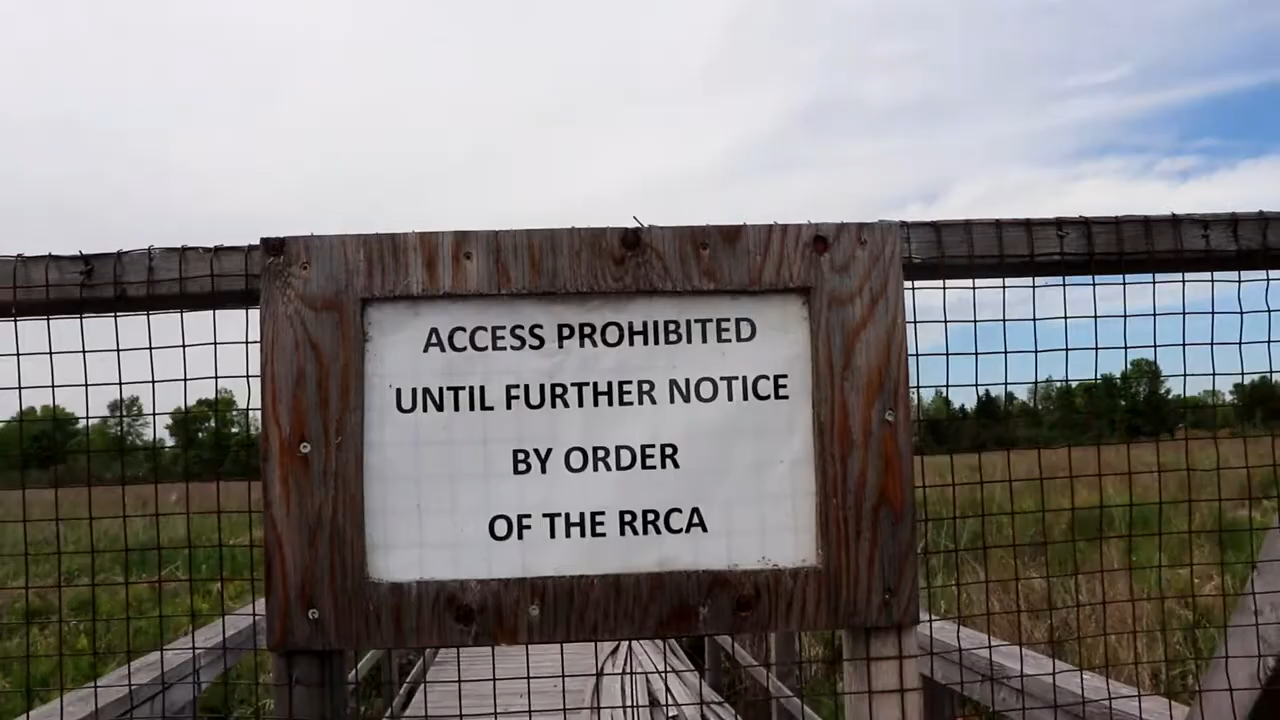 ACCESS PROHIBITED
UNTIL FURTHER NOTICE
BY ORDER
OF THE RRCA